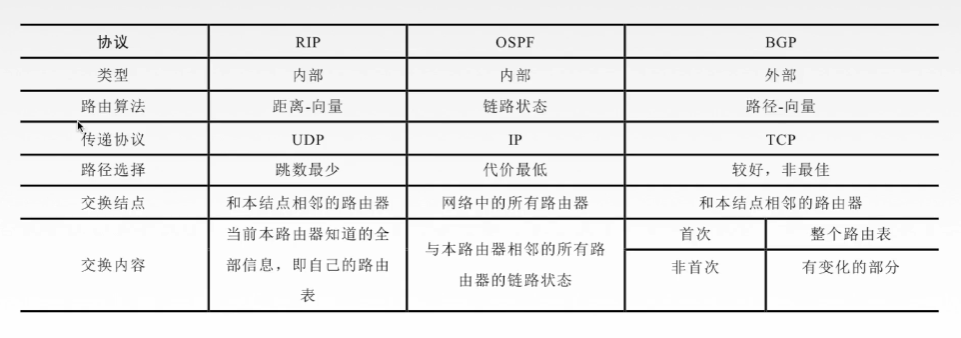 协议 RIP OSPF BGP
类型 内部 内部 外部
路由算法 距离-向量 链路状态 路径-向量
传递协议 UDP IP TCP
路径选择 跳数最少 代价最低 较好，非最佳
交换结点 和本结点相邻的路由器 网络中的所有路由器 和本结点相邻的路由器
交换内容
当前本路由器知道的全
部信息，即自己的路由
表
与本路由器相邻的所有路
由器的链路状态
首次 整个路由表
非首次 有变化的部分